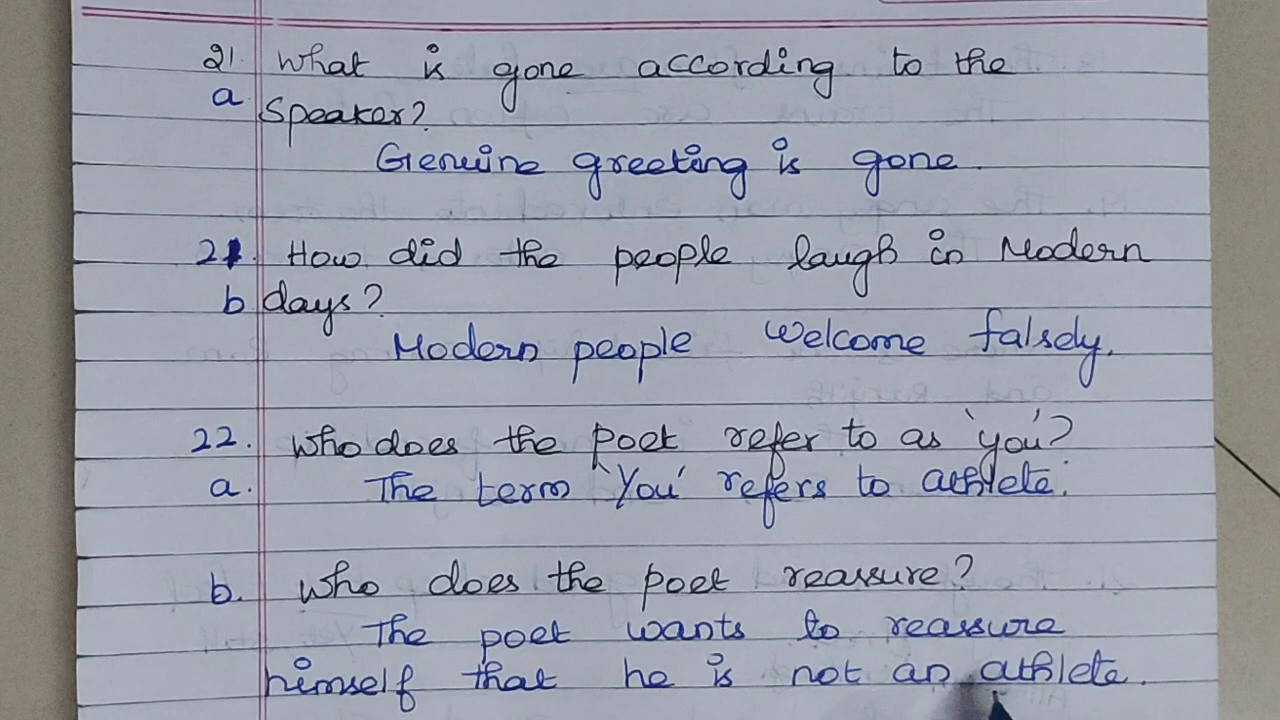 21. What is gone according to the
a Speaker?
Genuine greeting is gone.
21. How did the people laugh in Modern
b days?
Modern people Welcome falsely.
22. Who does the poet refer to as 'you'?
a. The term 'You' refers to athlete.
b. Who does the poet reassure?
The poet wants to reassure
himself that he is not an athlete.